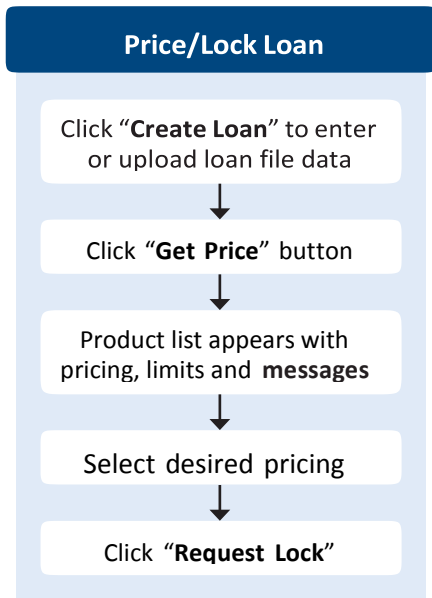 Price/Lock Loan
Click “Create Loan” to enter
or upload loan file data
Click “Get Price” button
Product list appears with
pricing, limits and messages
Select desired pricing
Click “Request Lock”